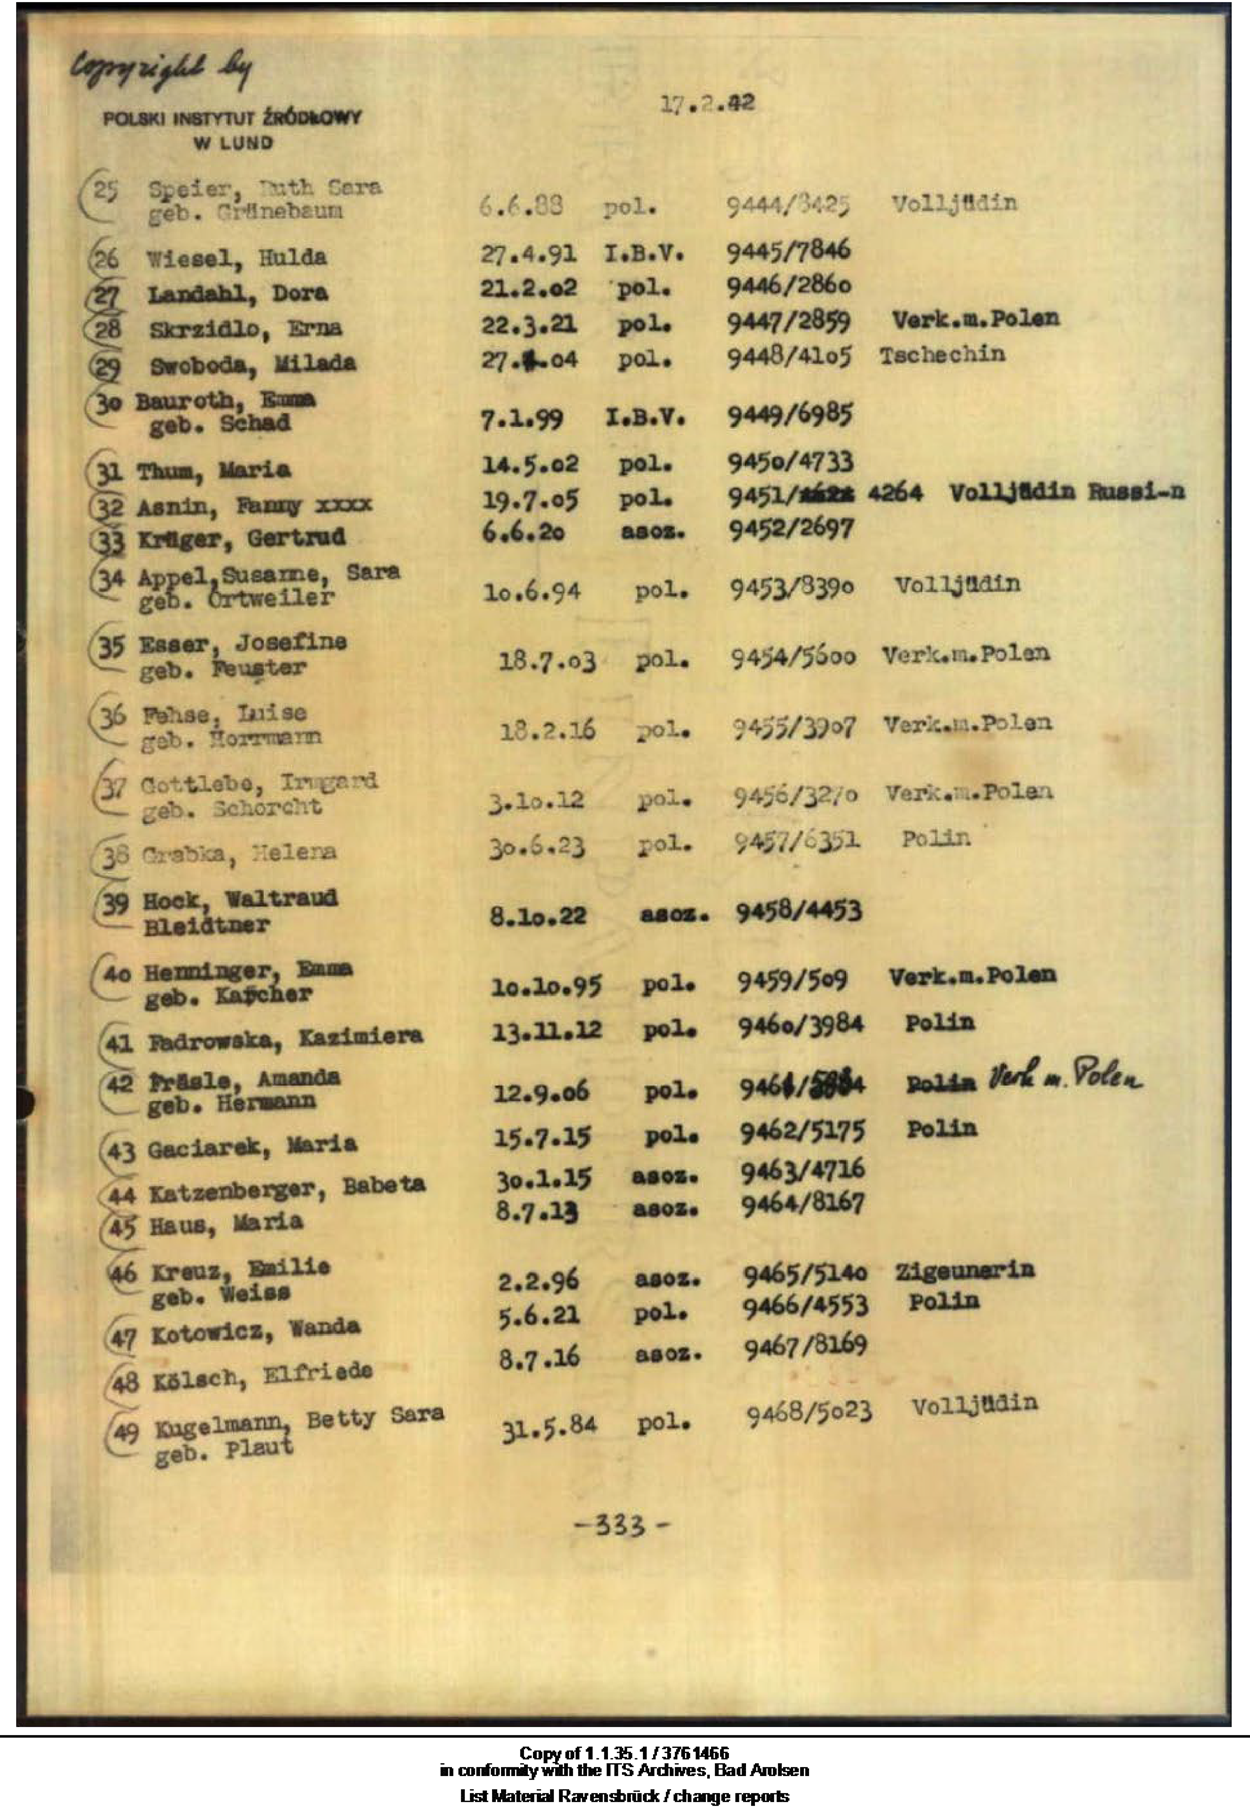 Copyright by
POLSKI INSTYTUT ŹRÓDŁOWY
W LUND
17.2.42
25 Speier, Ruth Sara
geb. Grünebaum 6.6.88 pol. 9444/8425 Volljüdin
26 Wiesel, Hulda 27.4.91 I.B.V. 9445/7846
27 Landahl, Dora 21.2.02 pol. 9446/2860
28 Skrzidlo, Erna 22.3.21 pol. 9447/2859 Verk.m.Polen
29 Swoboda, Milada 27. .04 pol. 9448/4105 Tschechin
30 Bauroth, Emma
geb. Schad 7.1.99 I.B.V. 9449/6985
31 Thum, Maria 14.5.02 pol. 9450/4733
32 Asnin, Fanny xxxx 19.7.05 pol. 9451/ 4264 Volljüdin Russi-n
33 Krüger, Gertrud 6.6.20 asoz. 9452/2697
34 Appel,Susanne, Sara
geb. Ortweiler 10.6.94 pol. 9453/8390 Volljüdin
35 Esser, Josefine
geb. Feuster 18.7.03 pol. 9454/5600 Verk.m.Polen
36 Fehse, Luise
geb. Horrmann 18.2.16 pol. 9455/3907 Verk.m.Polen
37 Gottlebe, Irmgard
geb. Schorcht 3.10.12 pol. 9456/3270 Verk.m.Polen
38 Grabka, Helena 30.6.23 pol. 9457/6351 Polin
39 Hock, Waltraud
Bleidtner 8.10.22 asoz. 9458/4453
40 Henninger, Emma
geb. Karcher 10.10.95 pol. 9459/509 Verk.m.Polen
41 Padrowska, Kazimiera 13.11.12 pol. 9460/3984 Polin
42 Präsle, Amanda
geb. Hermann 12.9.06 pol. Polin Verk m. Polen
43 Gaciarek, Maria 15.7.15 pol. 9462/5175 Polin
44 Katzenberger, Babeta 30.1.15 asoz. 9463/4716
45 Haus, Maria 8.7.13 asoz. 9464/8167
46 Kreuz, Emilie
geb. Weiss 2.2.96 asoz. 9465/5140 Zigeunerin
47 Kotowicz, Wanda 5.6.21 pol. 9466/4553 Polin
48 Kölsch, Elfriede 8.7.16 asoz. 9467/8169
49 Kugelmann, Betty Sara
geb. Plaut 31.5.84 pol. 9468/5023 Volljüdin
-333-
Copy of 1.1.35.1 / 3761466
in conformity with the ITS Archives, Bad Arolsen
List Material Ravensbrück / change reports